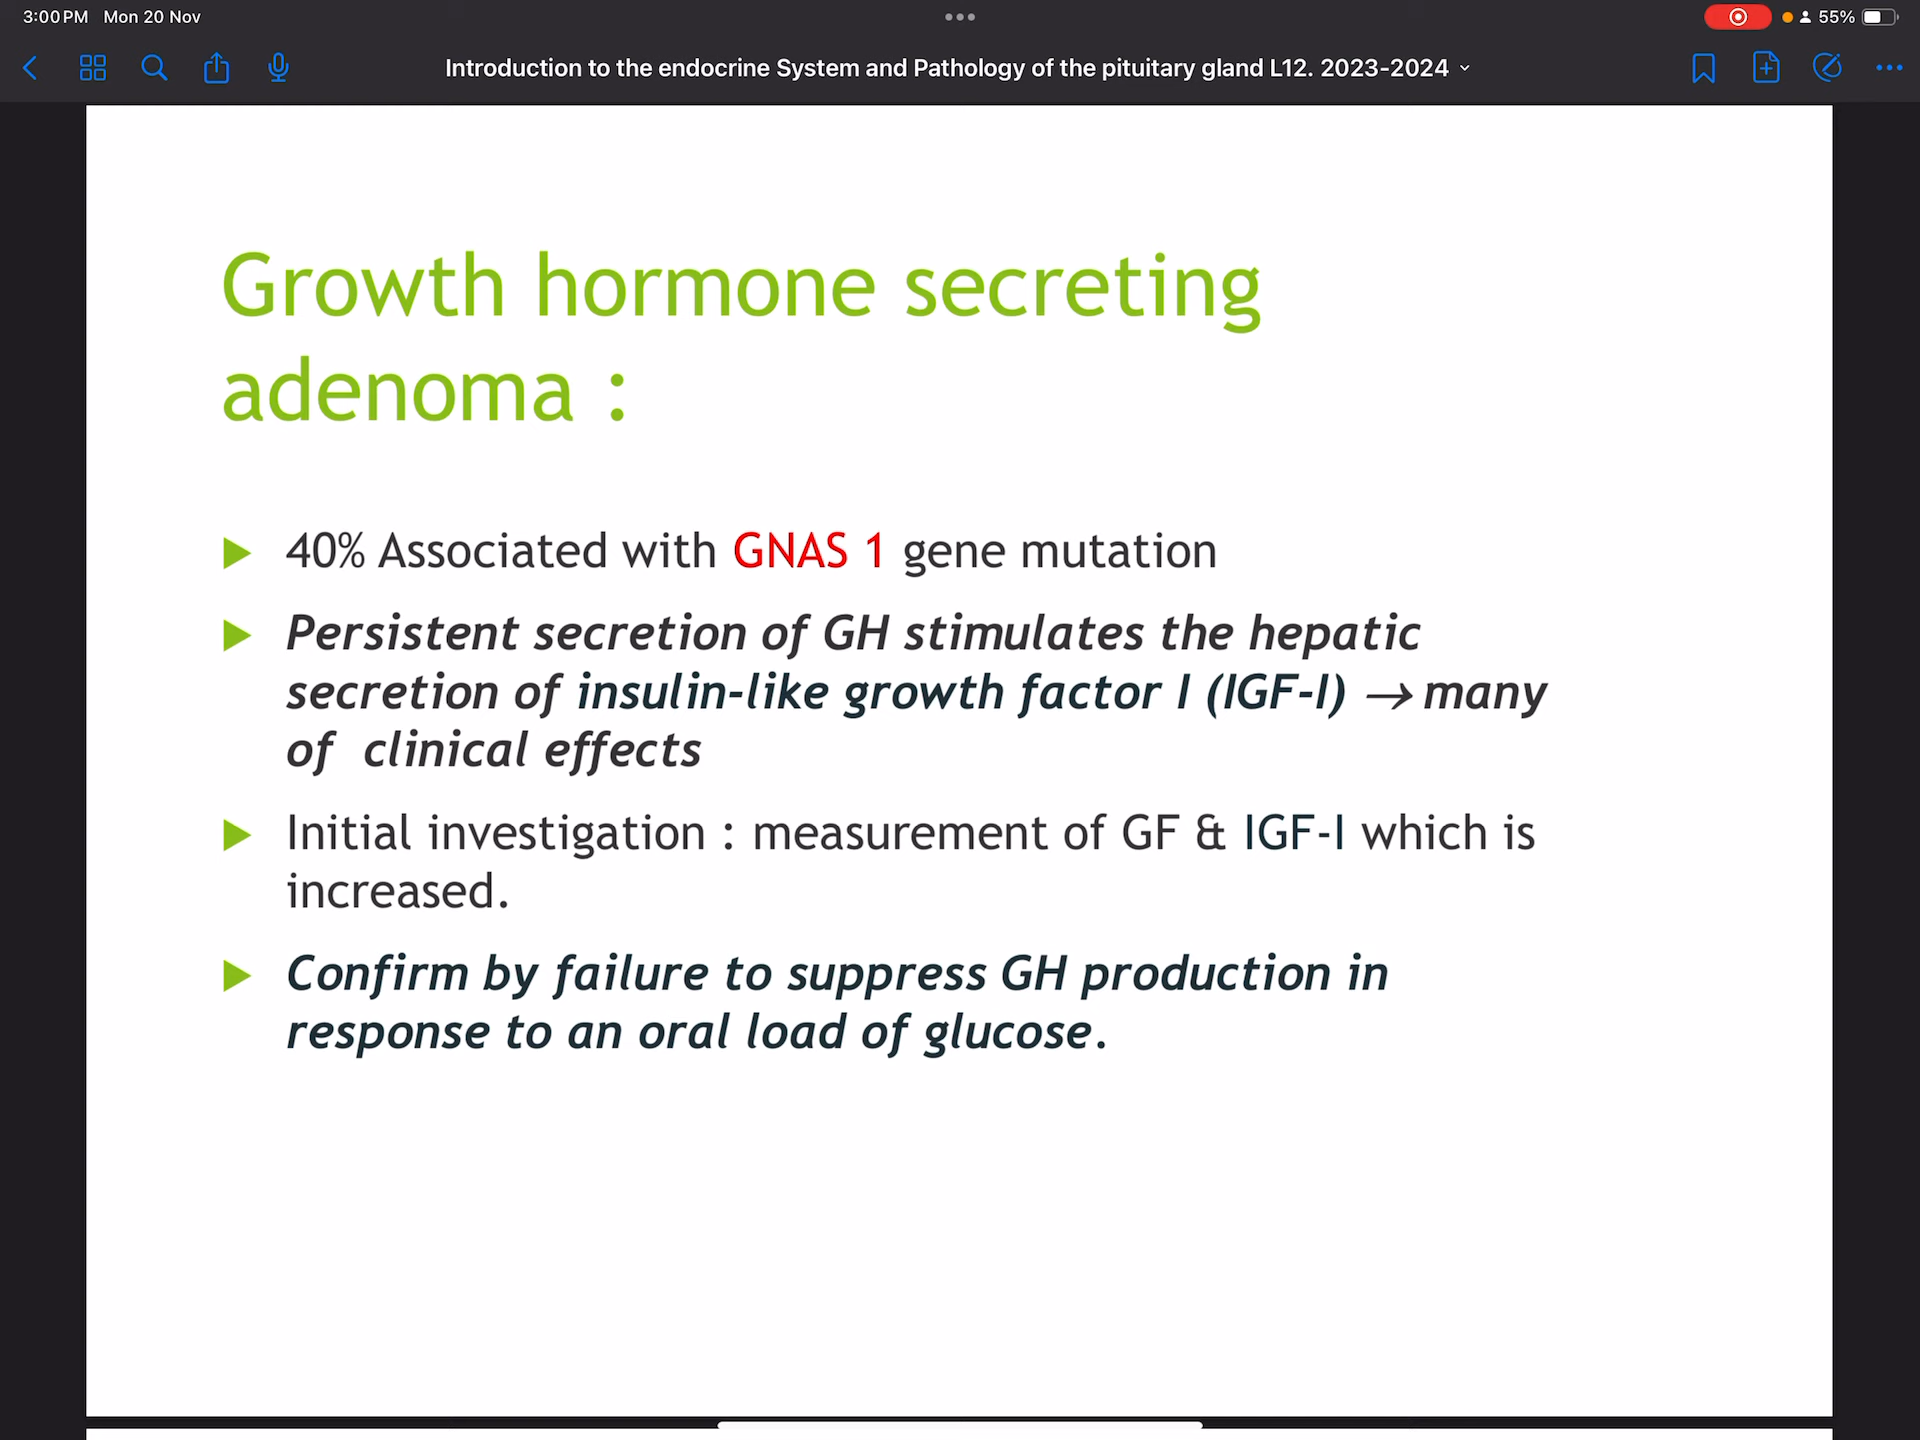 3:00 PM Mon 20 Nov
55%
Introduction to the endocrine System and Pathology of the pituitary gland L12. 2023-2024
Growth hormone secreting
adenoma :
40% Associated with GNAS 1 gene mutation
Persistent secretion of GH stimulates the hepatic
secretion of insulin-like growth factor I (IGF-I) → many
of clinical effects
Initial investigation : measurement of GF & IGF-I which is
increased.
Confirm by failure to suppress GH production in
response to an oral load of glucose.